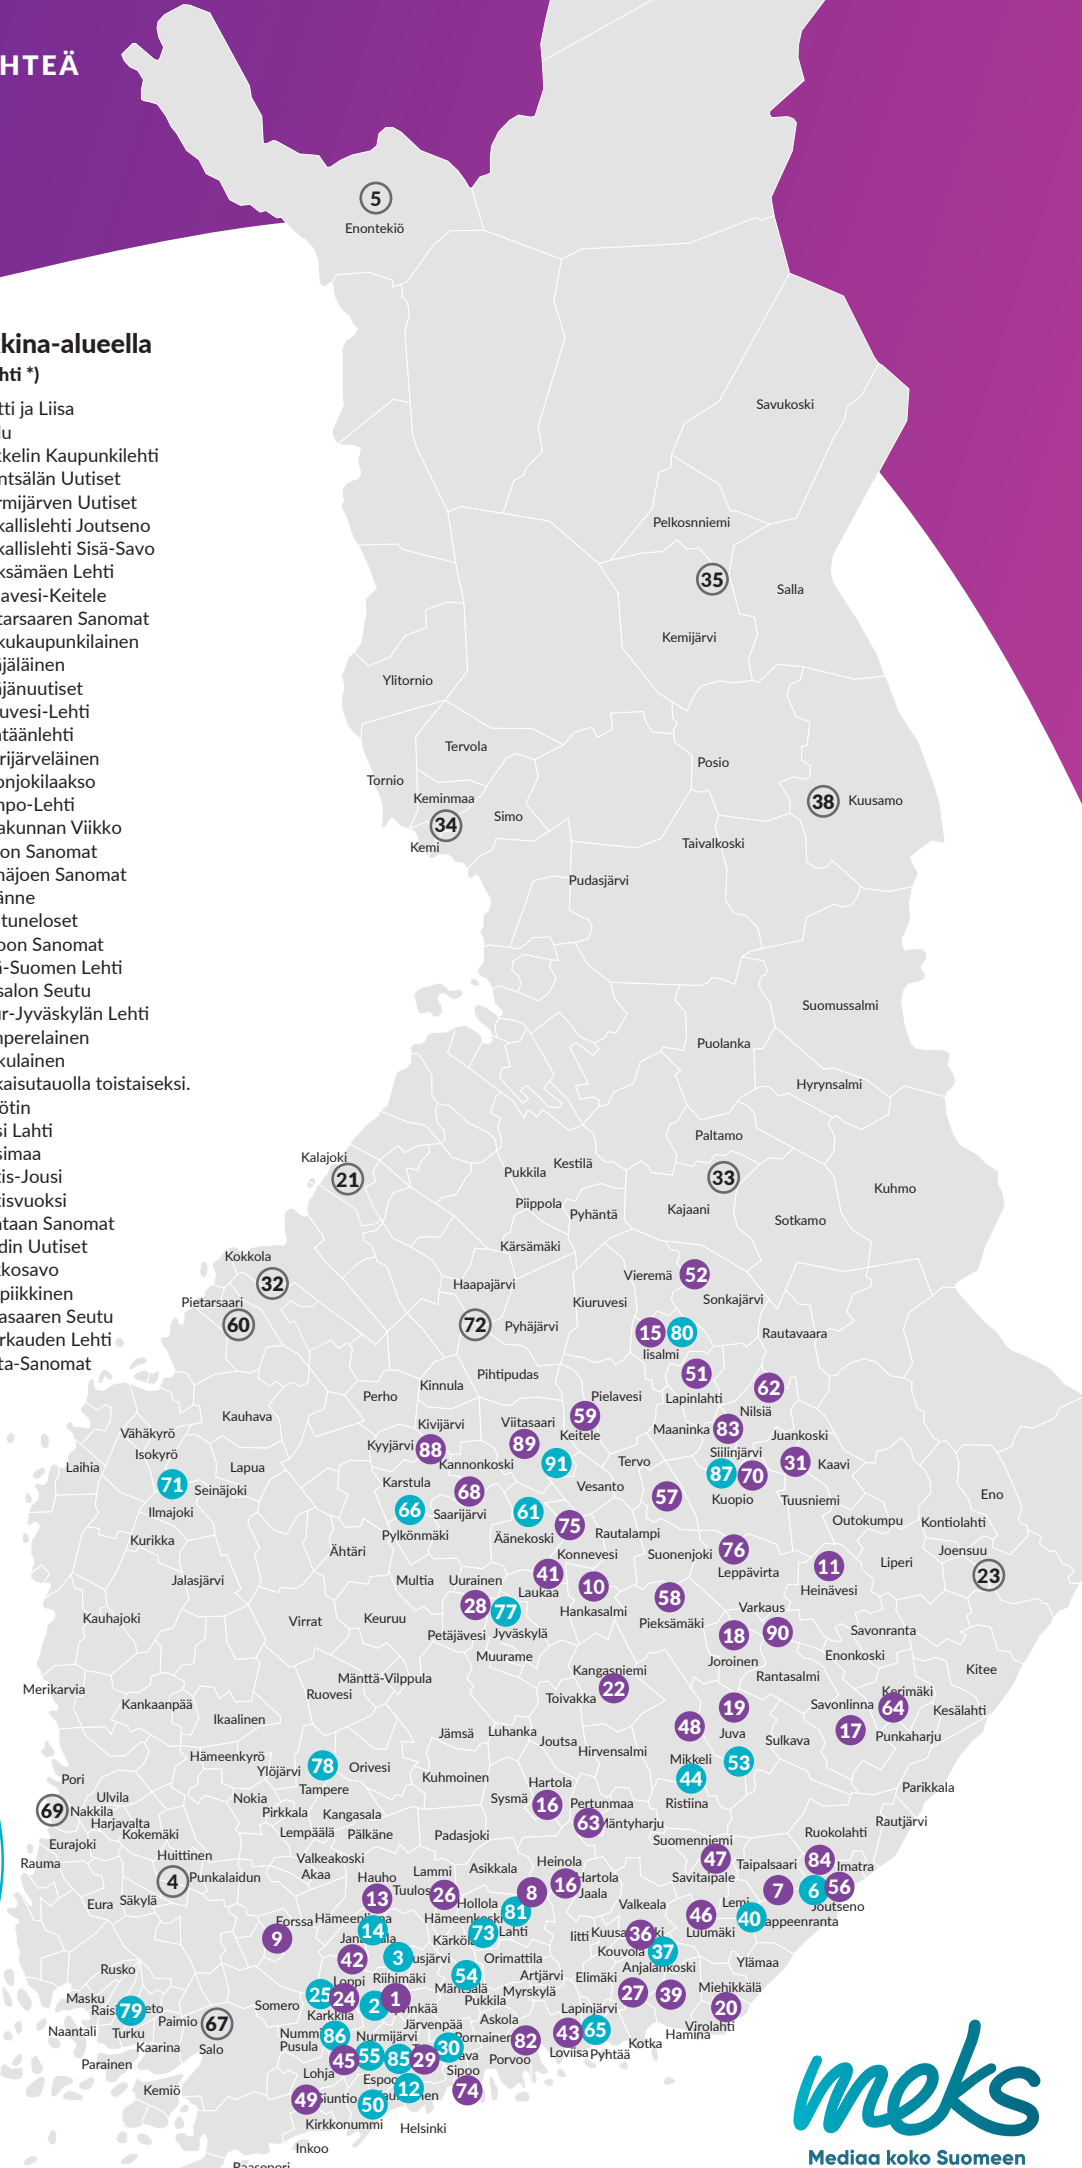 HTEÄ
kina-alueella
hti *)
tti ja Liisa
lu
kkelin Kaupunkilehti
ntsälän Uutiset
rmijärven Uutiset
kallislehti Joutseno
kallislehti Sisä-Savo
ksämäen Lehti
avesi-Keitele
tarsaaren Sanomat
kukaupunkilainen
jäläinen
jänuutiset
uvesi-Lehti
ntäänlehti
rijärveläinen
onjokilaakso
npo-Lehti
akunnan Viikko
on Sanomat
näjoen Sanomat
änne
tuneloset
oon Sanomat
ä-Suomen Lehti
salon Seutu
ur-Jyväskylän Lehti
nperelainen
kulainen
kaisutauolla toistaiseksi.
ötin
si Lahti
simaa
tis-Jousi
tisvuoksi
ntaan Sanomat
din Uutiset
kkosavo
piikkinen
asaaren Seutu
rkauden Lehti
ta-Sanomat
5
Enontekiö
Savukoski
Pelkosnniemi
35
Salla
Kemijärvi
Ylitornio
Tervola
Posio
Tornio
Keminmaa
38 Kuusamo
34
Simo
Kemi
Taivalkoski
Pudasjärvi
Suomussalmi
Puolanka
Hyrynsalmi
Paltamo
Kalajoki
21
Kestilä
Pukkila
33
Kuhmo
Piippola
Pyhäntä
Kajaani
Sotkamo
Kärsämäki
Kokkola
32
Vieremä 52
Haapajärvi
Sonkajärvi
Pietarsaari
60
Kiuruvesi
72 Pyhäjärvi
15 80
Iisalmi
Rautavaara
51
Lapinlahti
Pihtipudas
Kinnula
Perho
62
Nilsiä
Pielavesi
59
Keitele
Kauhava
Kivijärvi
Viitasaari
89
Maaninka 83
Juankoski
Vähäkyrö
Kyyjärvi 88
Siilinjärvi
Isokyrö
Kannonkoski
91
Tervo
87 70
31 Kaavi
Laihia
Lapua
71 Seinäjoki
Karstula
68
Vesanto
57
Kuopio
Tuusniemi
Eno
Ilmajoki
66 Saarijärvi
61
75
Outokumpu
Kontiolahti
Pylkönmäki
Äänekoski
Rautalampi
Kurikka
Ähtäri
Konnevesi
Suonenjoki 76
Joensuu
23
Leppävirta
11
Liperi
Jalasjärvi
Multia
Uurainen
41
Laukaa
10
Heinävesi
28 77
Hankasalmi
58
Varkaus
Kauhajoki
Virrat
Keuruu
Petäjävesi
Jyväskylä
Pieksämäki
18 90
Savonranta
Muurame
Joroinen
Enonkoski
Kangasniemi
Rantasalmi
Kitee
Mänttä-Vilppula
22
Merikarvia
Ruovesi
Toivakka
Kerimäki
Kankaanpää
Savonlinna 64
Kesälahti
Ikaalinen
48
19
Juva
17 Punkaharju
Jämsä
Luhanka
Joutsa
Sulkava
Hirvensalmi
Hämeenkyrö
Ylöjärvi 78
Orivesi
Mikkeli
53
44
Kuhmoinen
Pori
Tampere
Hartola
Ristiina
Parikkala
Ulvila
Nokia
Sysmä 16 Pertunmaa
69 Nakkila
Pirkkala
Kangasala
63
Mäntyharju
Rautjärvi
Harjavalta
Kokemäki
Lempäälä
Pälkäne
Padasjoki
Suomenniemi
Ruokolahti
Eurajoki
Huittinen
Valkeakoski
47
Rauma
4 Punkalaidun
Akaa
Hauho
Lammi
Asikkala
Heinola
Savitaipale
Taipalsaari
84
Imatra
13
Tuulos
26
8
16
Hartola
7
6
56
Joutseno
Eura
Säkylä
Hollola
81
Jaala
Valkeala
46
Lemi
40
Forssa
9
14
73
Lahti
Iitti
36
Luumäki
42
3
Kärkölä
Kouvola 37
Orimattila
Anjalankoski
Ylämaa
Rusko
Loppi
Riihimäki
54
Artjärvi
Elimäki
27
39
Miehikkälä
Masku
Somero
25
24
2
1
Myrskylä
Pukkila
Lapinjärvi
20
Virolahti
79
Paimio
67
Karkkila
Järvenpää
Askola
43
65
Hamina
Naantali
Turku
Salo
Nummi
Pusula
86
Nurmijärvi
82
Loviisa
Pyhtää
Kotka
Kaarina
45
55
85
29
30
Porvoo
Parainen
Lohja
Sipoo
12
74
Kemiö
49
50
Kirkkonummi
Helsinki
Inkoo
meks
Mediaa koko Suomeen